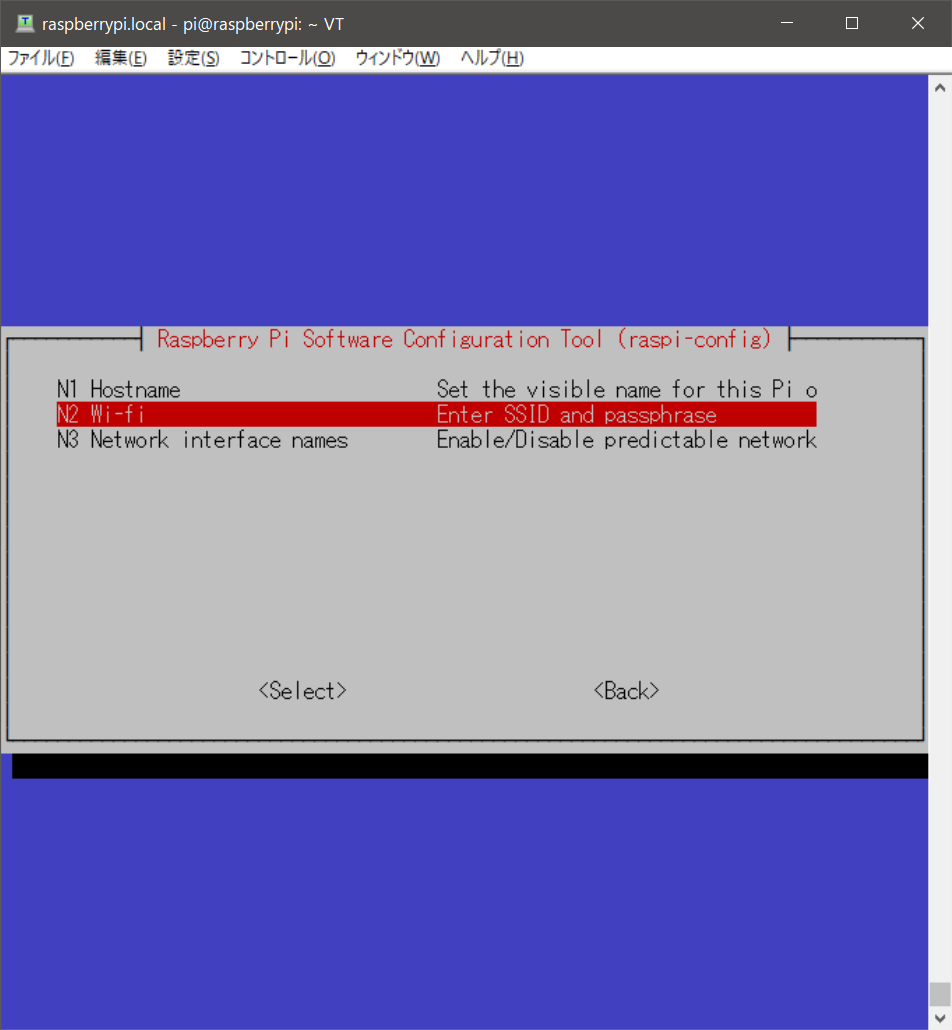 raspberrypi.local - pi@raspberrypi: ~ VT
ファイル(F) 編集(E) 設定(S) コントロール(O) ウィンドウ(W) ヘルプ(H)
Raspberry Pi Software Configuration Tool (raspi-config)
N1 Hostname Set the visible name for this Pi o
N2 Wi-fi Enter SSID and passphrase
N3 Network interface names Enable/Disable predictable network
<Select> <Back>